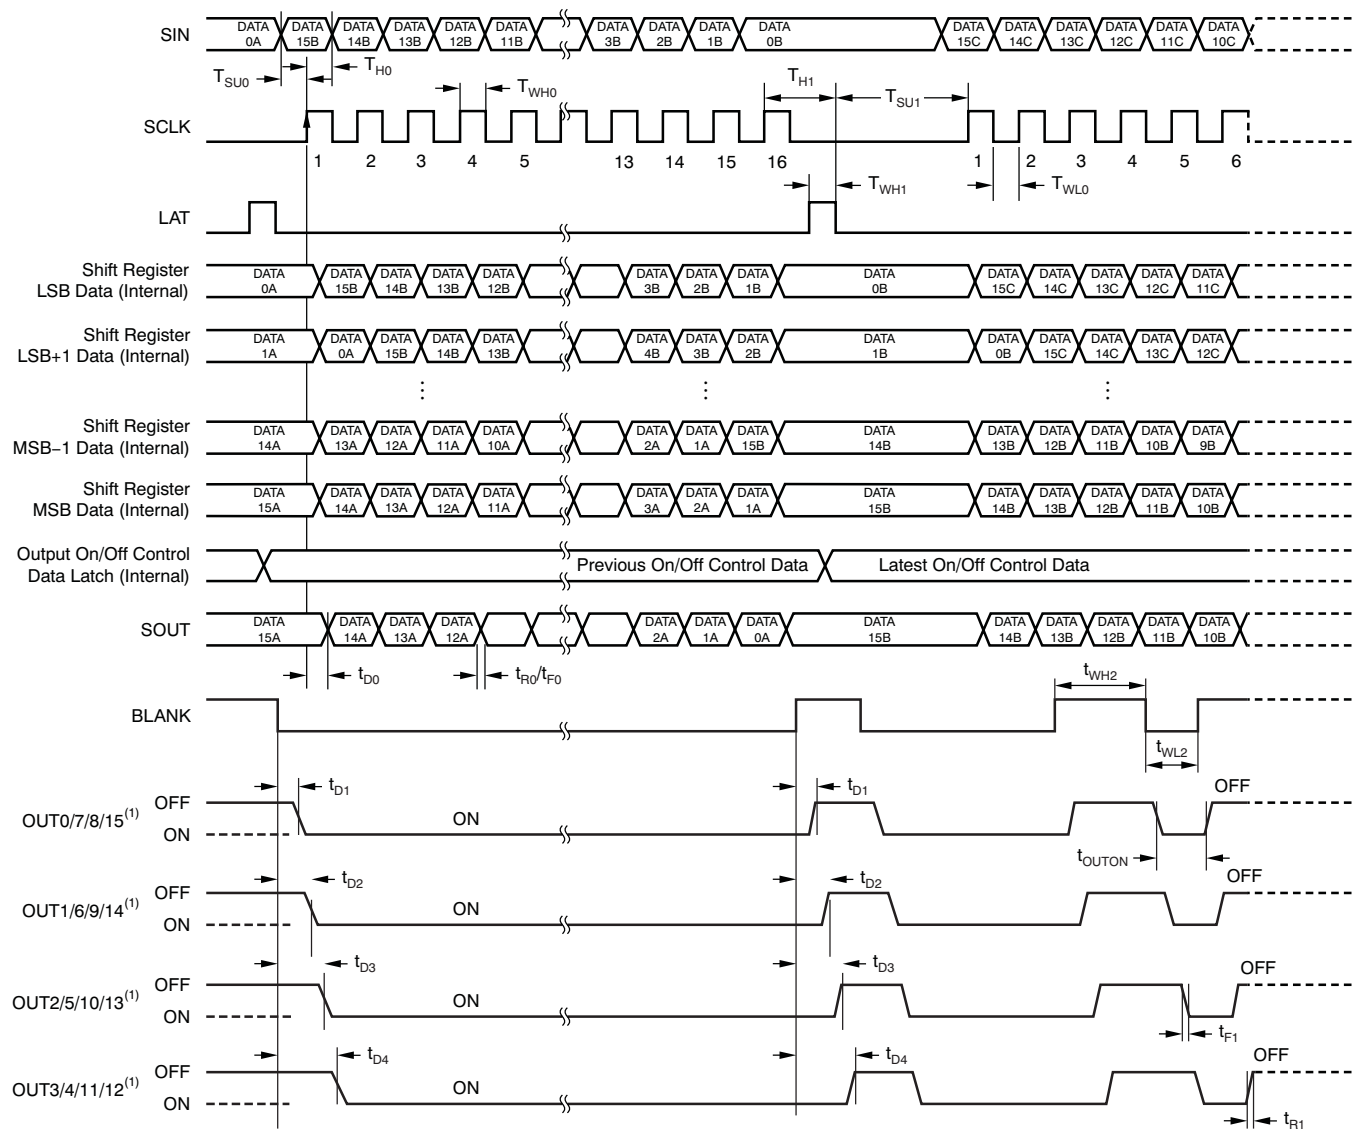 SIN DATA 0A DATA 15B DATA 14B DATA 13B DATA 12B DATA 11B DATA 3B DATA 2B DATA 1B DATA 0B DATA 15C DATA 14C DATA 13C DATA 12C DATA 11C DATA 10C
TSU0 TH0 TWH0 TH1 TSU1
SCLK
1 2 3 4 5 13 14 15 16 1 2 3 4 5 6
TWH1 TWL0
LAT
Shift Register
LSB Data (Internal)
DATA 0A DATA 15B DATA 14B DATA 13B DATA 12B DATA 3B DATA 2B DATA 1B DATA 0B DATA 15C DATA 14C DATA 13C DATA 12C DATA 11C
Shift Register
LSB+1 Data (Internal)
DATA 1A DATA 0A DATA 15B DATA 14B DATA 13B DATA 4B DATA 3B DATA 2B DATA 1B DATA 0B DATA 15C DATA 14C DATA 13C DATA 12C
⋮ ⋮ ⋮
Shift Register
MSB−1 Data (Internal)
DATA 14A DATA 13A DATA 12A DATA 11A DATA 10A DATA 2A DATA 1A DATA 15B DATA 14B DATA 13B DATA 12B DATA 11B DATA 10B DATA 9B
Shift Register
MSB Data (Internal)
DATA 15A DATA 14A DATA 13A DATA 12A DATA 11A DATA 3A DATA 2A DATA 1A DATA 15B DATA 14B DATA 13B DATA 12B DATA 11B DATA 10B
Output On/Off Control
Data Latch (Internal)
Previous On/Off Control Data Latest On/Off Control Data
SOUT DATA 15A DATA 14A DATA 13A DATA 12A DATA 2A DATA 1A DATA 0A DATA 15B DATA 14B DATA 13B DATA 12B DATA 11B DATA 10B
tD0 tR0/tF0 tWH2
BLANK
tWL2
tD1 tD1 OFF
OUT0/7/8/15(1) OFF ON ON
tOUTON
tD2 tD2 OFF
OUT1/6/9/14(1) OFF ON ON
tD3 tD3 OFF
OUT2/5/10/13(1) OFF ON ON
tF1
tD4 tD4 OFF
OUT3/4/11/12(1) OFF ON ON
tR1